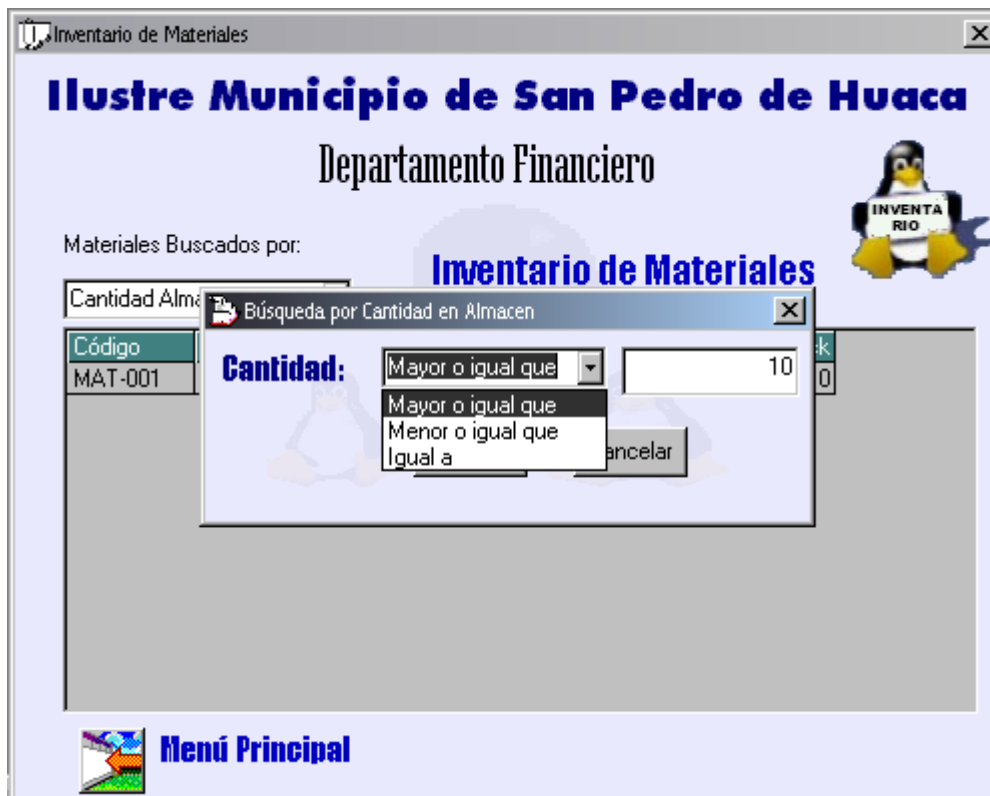 Inventario de Materiales
Ilustre Municipio de San Pedro de Huaca
Departamento Financiero
INVENTA
RIO
Materiales Buscados por:
Inventario de Materiales
Cantidad
Búsqueda por Cantidad en Almacen
Código
MAT-001
0
Cantidad:
Mayor o igual que
10
Mayor o igual que
Menor o igual que
Igual a
Menú Principal